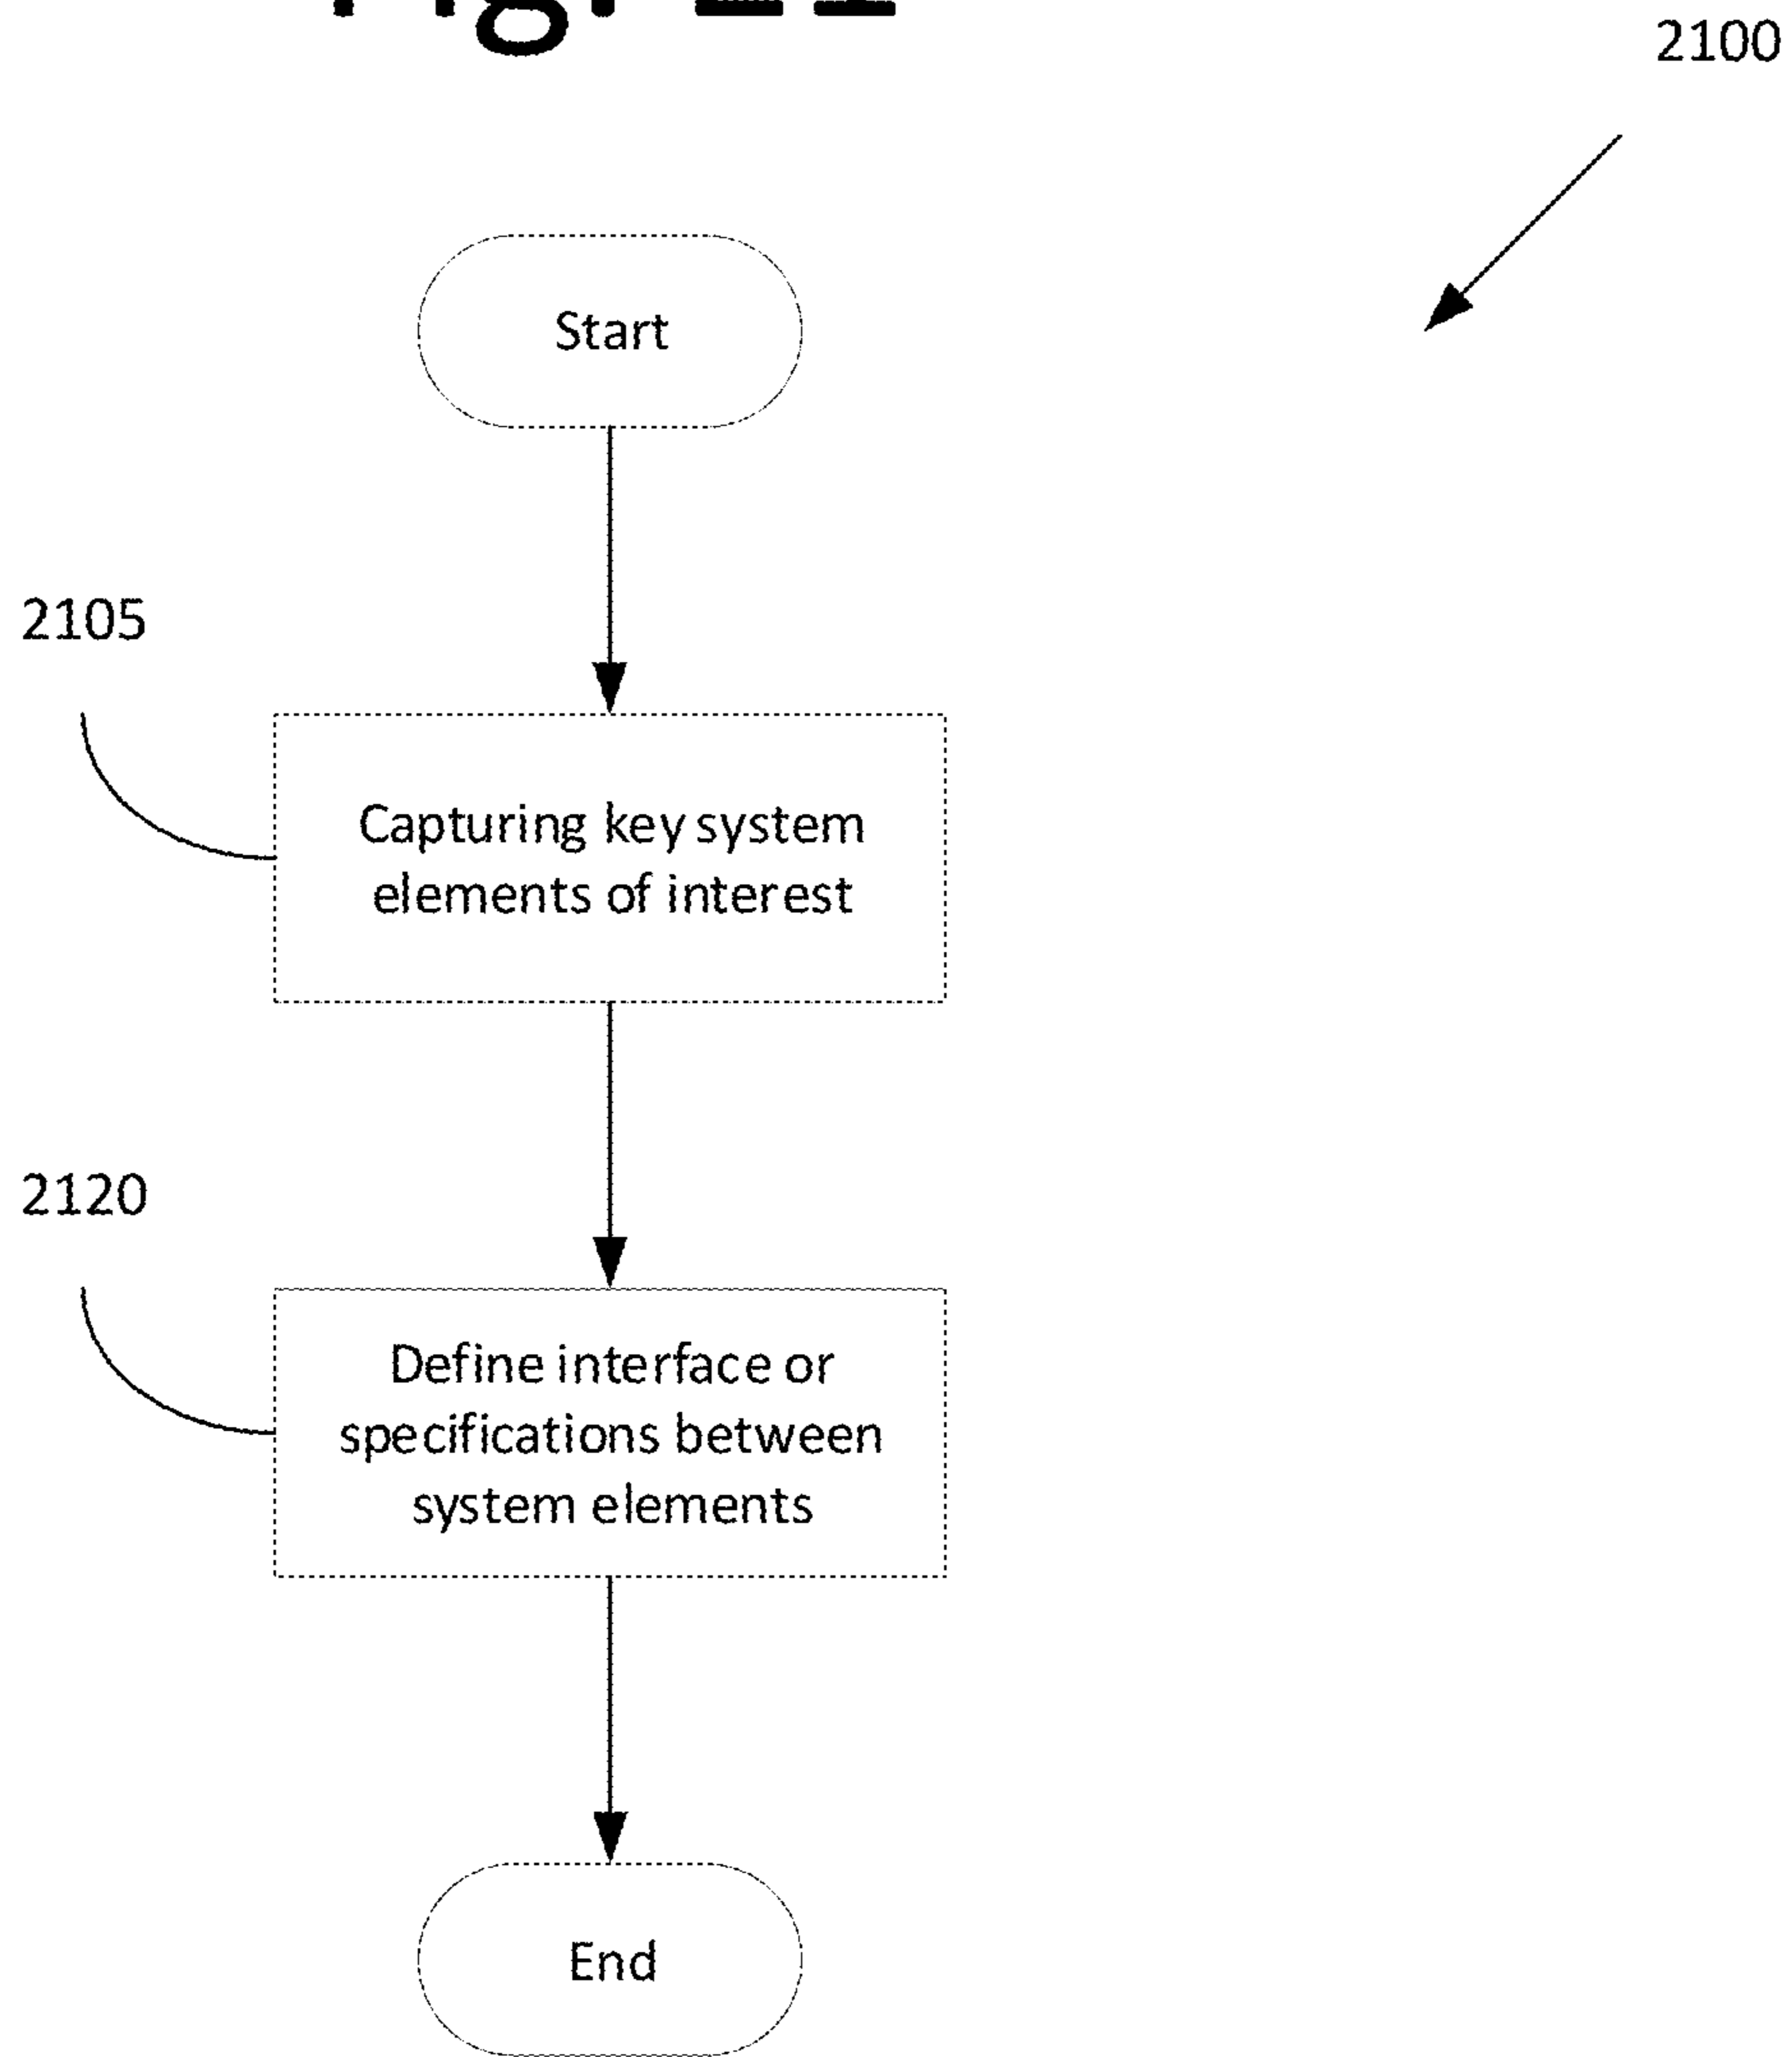 2100
Start
2105
Capturing key system
elements of interest
2120
Define interface or
specifications between
system elements
End